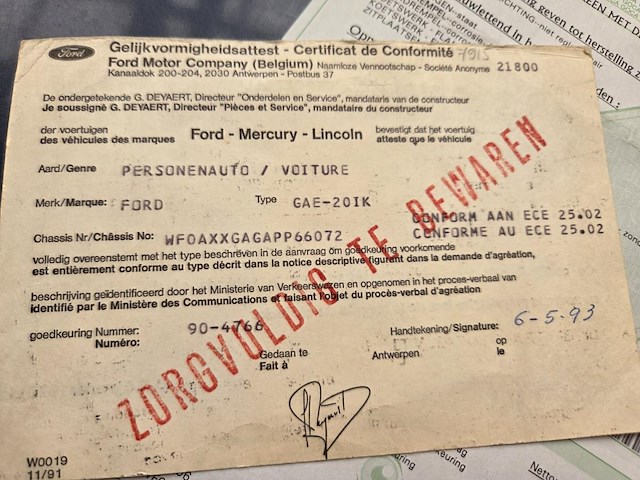 Ford
Gelijkvormigheidsattest - Certificat de Conformité
Ford Motor Company (Belgium) Naamloze Vennootschap - Société Anonyme 21800
Kanaaldok 200-204, 2030 Antwerpen - Postbus 37
De ondergetekende G. DEYAERT, Directeur "Onderdelen en Service", mandataris van de constructeur
Je soussigné G. DEYAERT, Directeur "Pièces et Service", mandataire du constructeur
der voertuigen
des véhicules des marques
Ford - Mercury - Lincoln
bevestigt dat het voertuig
atteste que le véhicule
Aard/Genre PERSONENAUTO / VOITURE
Merk/Marque: FORD Type GAE-20IK
CONFORM AAN ECE 25.02
Chassis Nr/Châssis No: WF0AXXGAGAPP66072 CONFORME AU ECE 25.02
volledig overeenstemt met het type beschreven in de aanvraag om goedkeuring voorkomende
est entièrement conforme au type décrit dans la notice descriptive figurant dans la demande d'agréation,
beschrijving geïdentificeerd door het Ministerie van Verkeerswezen en opgenomen in het proces-verbaal van
identifié par le Ministère des Communications et faisant l'objet du procès-verbal d'agréation
goedkeuring Nummer:
Numéro:
90-4766
Handtekening/Signature: 6-5-93
Gedaan te
Fait à
Antwerpen
op
le
ZORGVULDIG TE BEWAREN
W0019
11/91